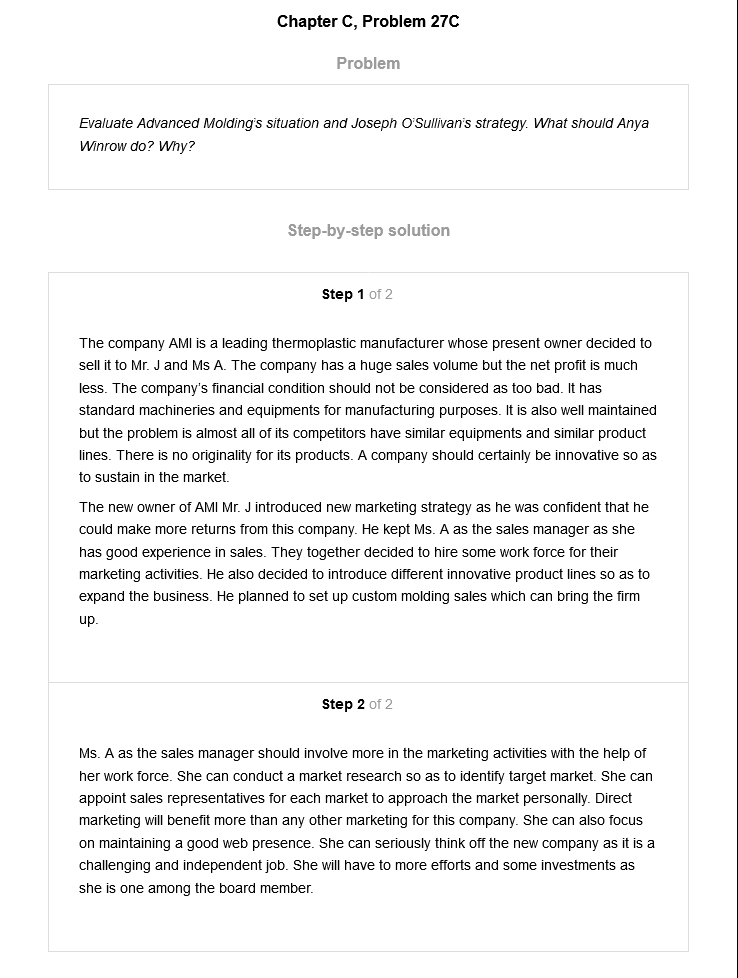 Chapter C, Problem 27C
Problem
Evaluate Advanced Molding's situation and Joseph O'Sullivan's strategy. What should Anya
Winrow do? Why?
Step-by-step solution
Step 1 of 2
The company AMI is a leading thermoplastic manufacturer whose present owner decided to
sell it to Mr. J and Ms A. The company has a huge sales volume but the net profit is much
less. The company's financial condition should not be considered as too bad. It has
standard machineries and equipments for manufacturing purposes. It is also well maintained
but the problem is almost all of its competitors have similar equipments and similar product
lines. There is no originality for its products. A company should certainly be innovative so as
to sustain in the market.
The new owner of AMI Mr. J introduced new marketing strategy as he was confident that he
could make more returns from this company. He kept Ms. A as the sales manager as she
has good experience in sales. They together decided to hire some work force for their
marketing activities. He also decided to introduce different innovative product lines so as to
expand the business. He planned to set up custom molding sales which can bring the firm
up.
Step 2 of 2
Ms. A as the sales manager should involve more in the marketing activities with the help of
her work force. She can conduct a market research so as to identify target market. She can
appoint sales representatives for each market to approach the market personally. Direct
marketing will benefit more than any other marketing for this company. She can also focus
on maintaining a good web presence. She can seriously think off the new company as it is a
challenging and independent job. She will have to more efforts and some investments as
she is one among the board member.